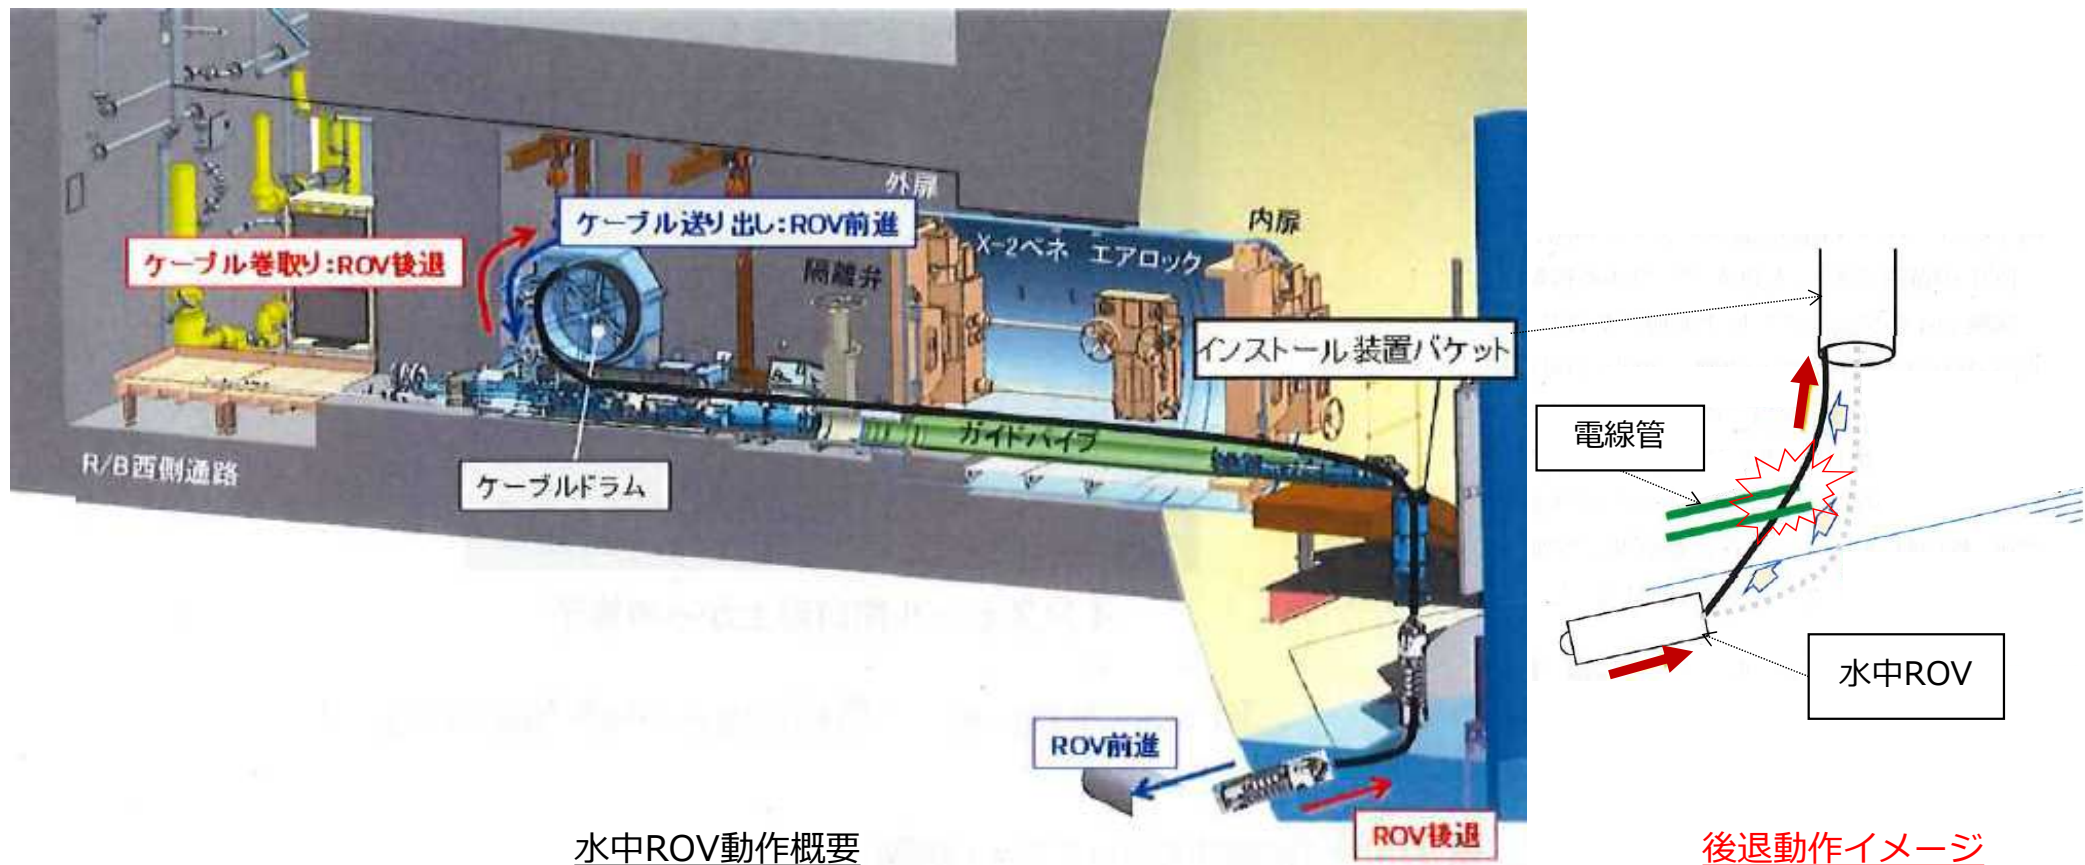 外扉
ケーブル送り出し:ROV前進
内扉
X-2ペネ エアロック
ケーブル巻取り:ROV後退
隔離弁
インストール装置バケット
電線管
ガイドパイプ
R/B西側通路
ケーブルドラム
水中ROV
ROV前進
ROV後退
水中ROV動作概要
後退動作イメージ